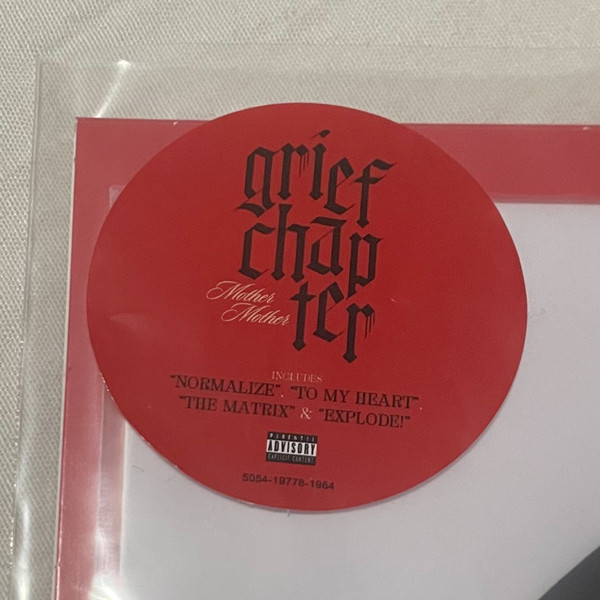 grief
chap
ter
Mother
Mother
INCLUDES
"NORMALIZE", "TO MY HEART"
"THE MATRIX" & "EXPLODE!"
PARENTAL
ADVISORY
EXPLICIT CONTENT
5054-19778-1964